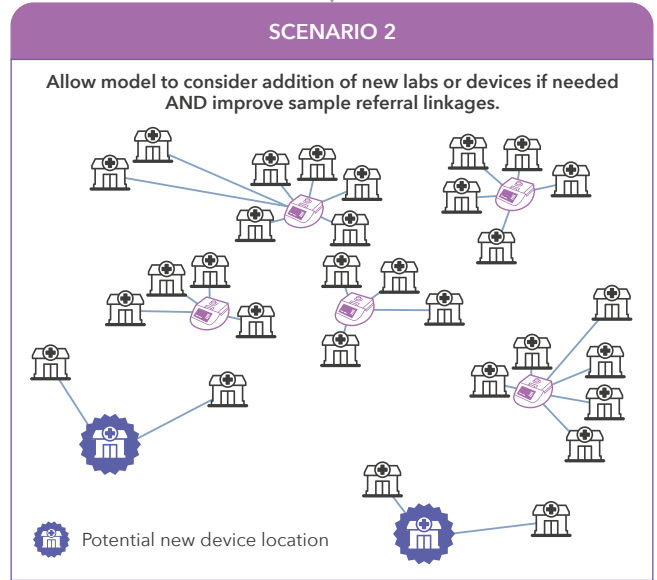 SCENARIO 2
Allow model to consider addition of new labs or devices if needed
AND improve sample referral linkages.
Potential new device location